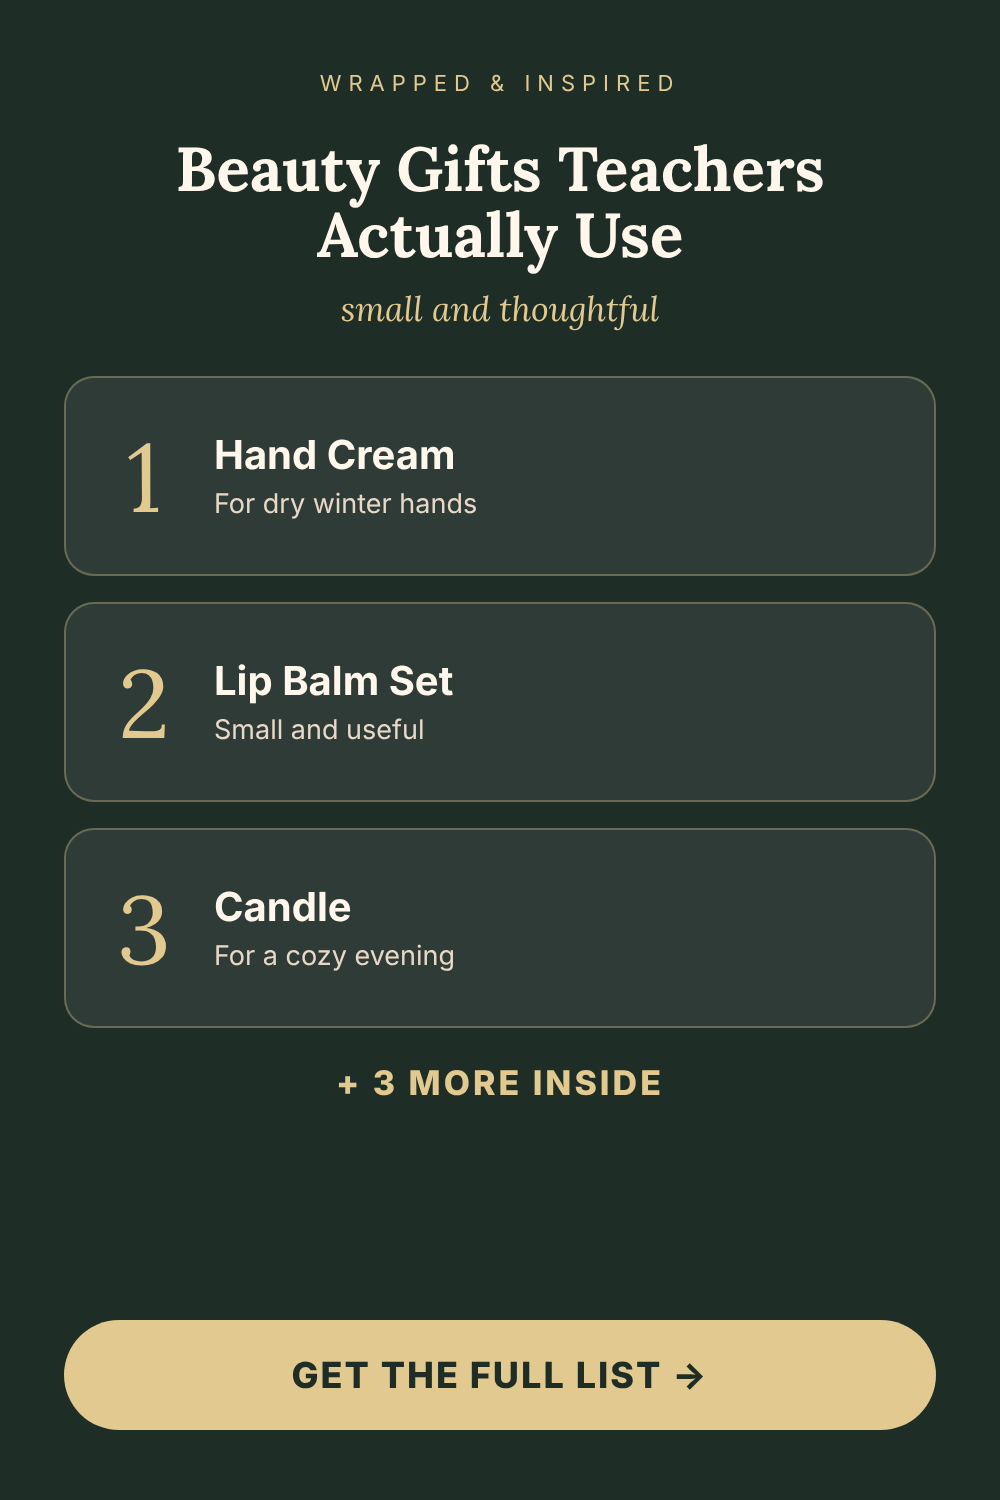 WRAPPED & INSPIRED
Beauty Gifts Teachers
Actually Use
small and thoughtful
1
Hand Cream
For dry winter hands
2
Lip Balm Set
Small and useful
3
Candle
For a cozy evening
+ 3 MORE INSIDE
GET THE FULL LIST →